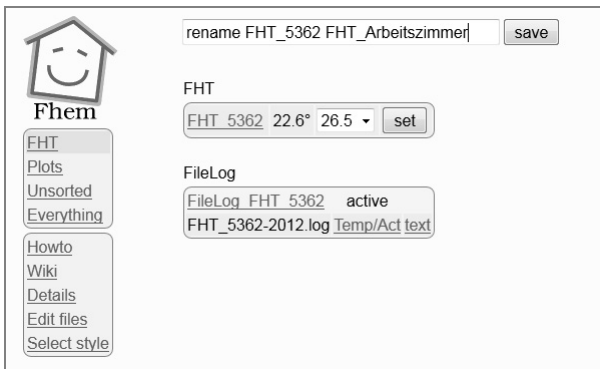 rename FHT_5362 FHT_Arbeitszimmer save
Fhem
FHT
Plots
Unsorted
Everything
Howto
Wiki
Details
Edit files
Select style
FHT
FHT_5362 22.6° 26.5 set
FileLog
FileLog_FHT_5362 active
FHT_5362-2012.log Temp/Act text